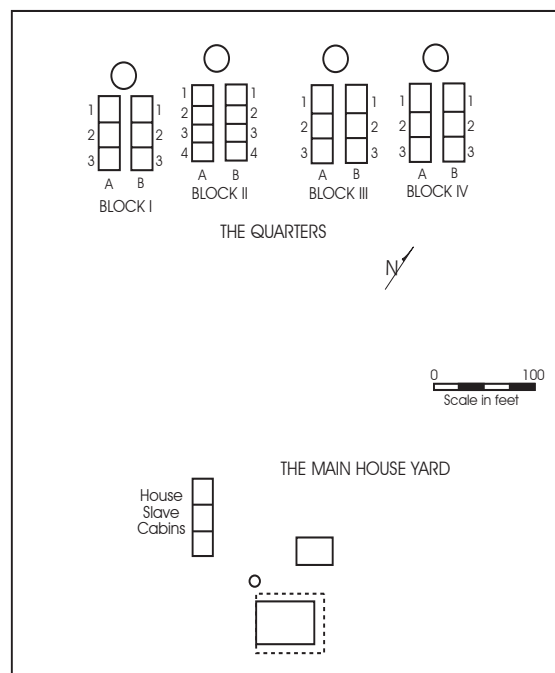 1 1 1 1 1 1 1 1
2 2 2 2 2 2 2 2
3 3 3 3 3 3 3 3
4 4
A B A B A B A B
BLOCK I BLOCK II BLOCK III BLOCK IV
THE QUARTERS
N
0 100
Scale in feet
THE MAIN HOUSE YARD
House
Slave
Cabins